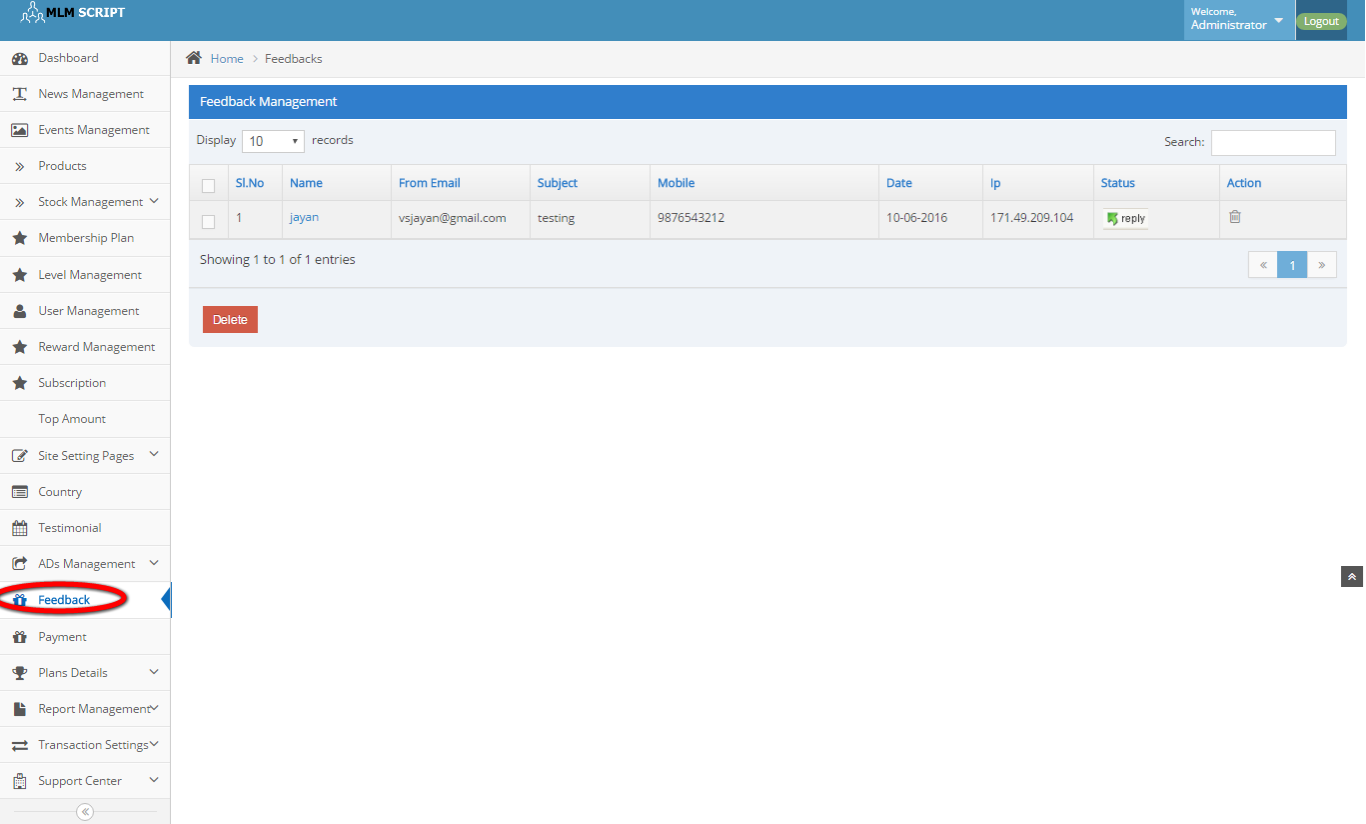 MLM SCRIPT
Welcome,
Administrator
Logout
Dashboard
News Management
Events Management
Products
Stock Management
Membership Plan
Level Management
User Management
Reward Management
Subscription
Top Amount
Site Setting Pages
Country
Testimonial
ADs Management
Feedback
Payment
Plans Details
Report Management
Transaction Settings
Support Center
Home > Feedbacks
Feedback Management
Display 10 records
Search:
Sl.No Name From Email Subject Mobile Date Ip Status Action
1 jayan vsjayan@gmail.com testing 9876543212 10-06-2016 171.49.209.104 reply
Showing 1 to 1 of 1 entries
« 1 »
Delete